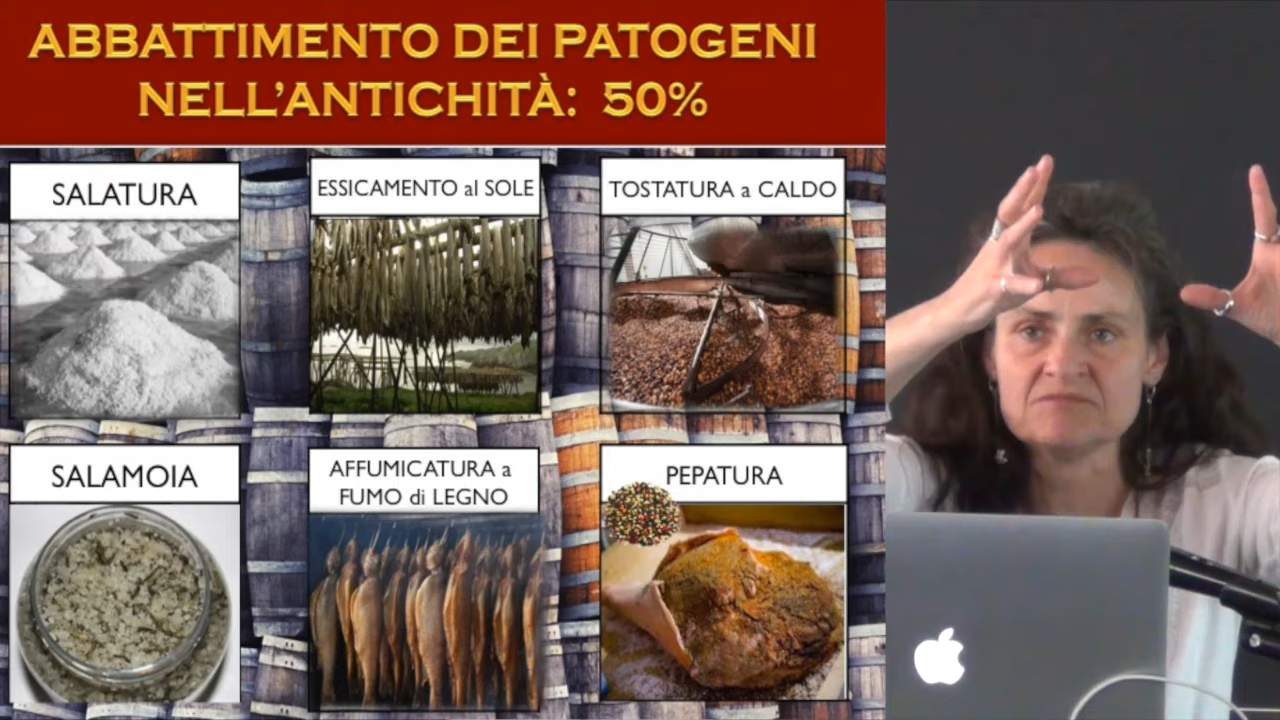 ABBATTIMENTO DEI PATOGENI
NELL'ANTICHITÀ: 50%
SALATURA
ESSICAMENTO al SOLE
TOSTATURA a CALDO
SALAMOIA
AFFUMICATURA a
FUMO di LEGNO
PEPATURA